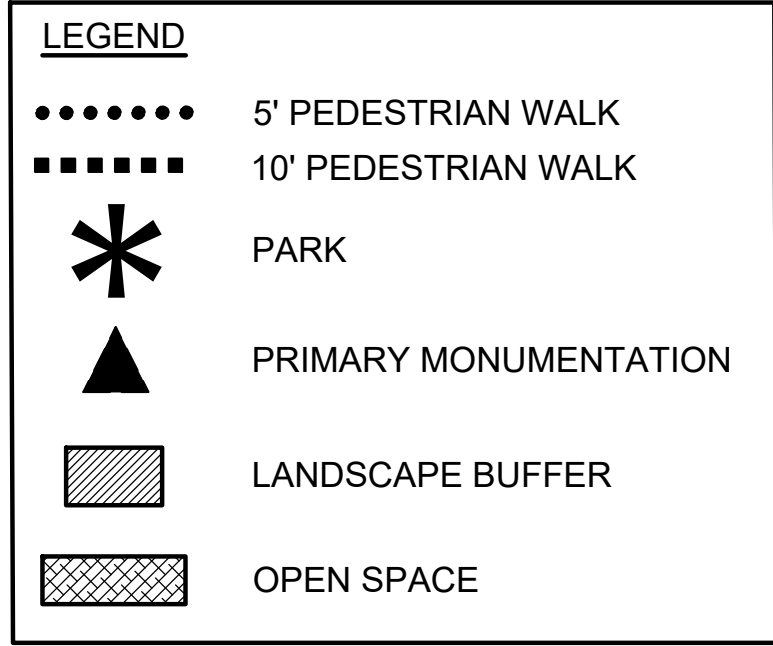 LEGEND
5' PEDESTRIAN WALK
10' PEDESTRIAN WALK
PARK
PRIMARY MONUMENTATION
LANDSCAPE BUFFER
OPEN SPACE